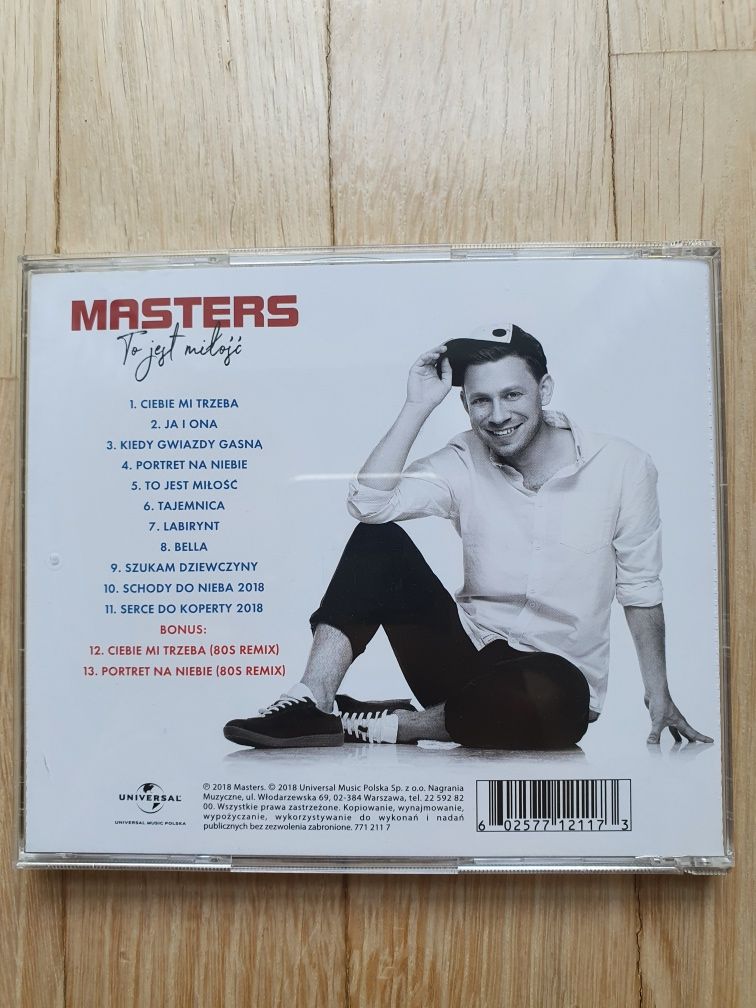 MASTERS
To jest miłość
1. CIEBIE MI TRZEBA
2. JA I ONA
3. KIEDY GWIAZDY GASNĄ
4. PORTRET NA NIEBIE
5. TO JEST MIŁOŚĆ
6. TAJEMNICA
7. LABIRYNT
8. BELLA
9. SZUKAM DZIEWCZYNY
10. SCHODY DO NIEBA 2018
11. SERCE DO KOPERTY 2018
BONUS:
12. CIEBIE MI TRZEBA (80S REMIX)
13. PORTRET NA NIEBIE (80S REMIX)
UNIVERSAL
UNIVERSAL MUSIC POLSKA
℗ 2018 Masters. © 2018 Universal Music Polska Sp. z o.o. Nagrania
Muzyczne, ul. Włodarzewska 69, 02-384 Warszawa, tel. 22 592 82
00. Wszystkie prawa zastrzeżone. Kopiowanie, wynajmowanie,
wypożyczanie, wykorzystywanie do wykonań i nadań
publicznych bez zezwolenia zabronione. 771 211 7
6 02577 12117 3